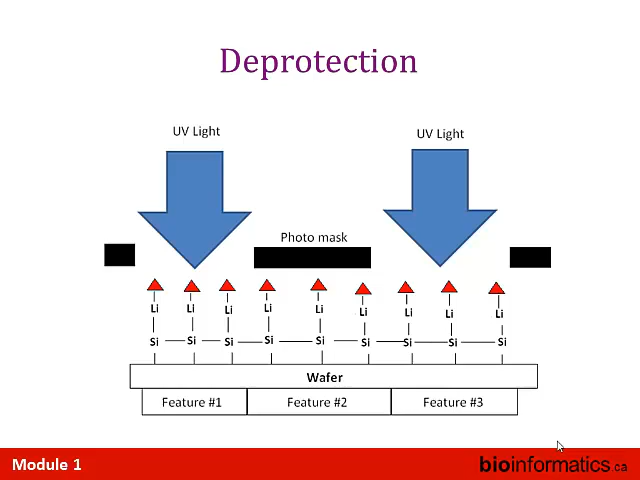 Deprotection
UV Light UV Light
Photo mask
Li Li Li Li Li Li Li Li Li
Si Si Si Si Si Si Si Si Si
Wafer
Feature #1 Feature #2 Feature #3
Module 1 bioinformatics.ca